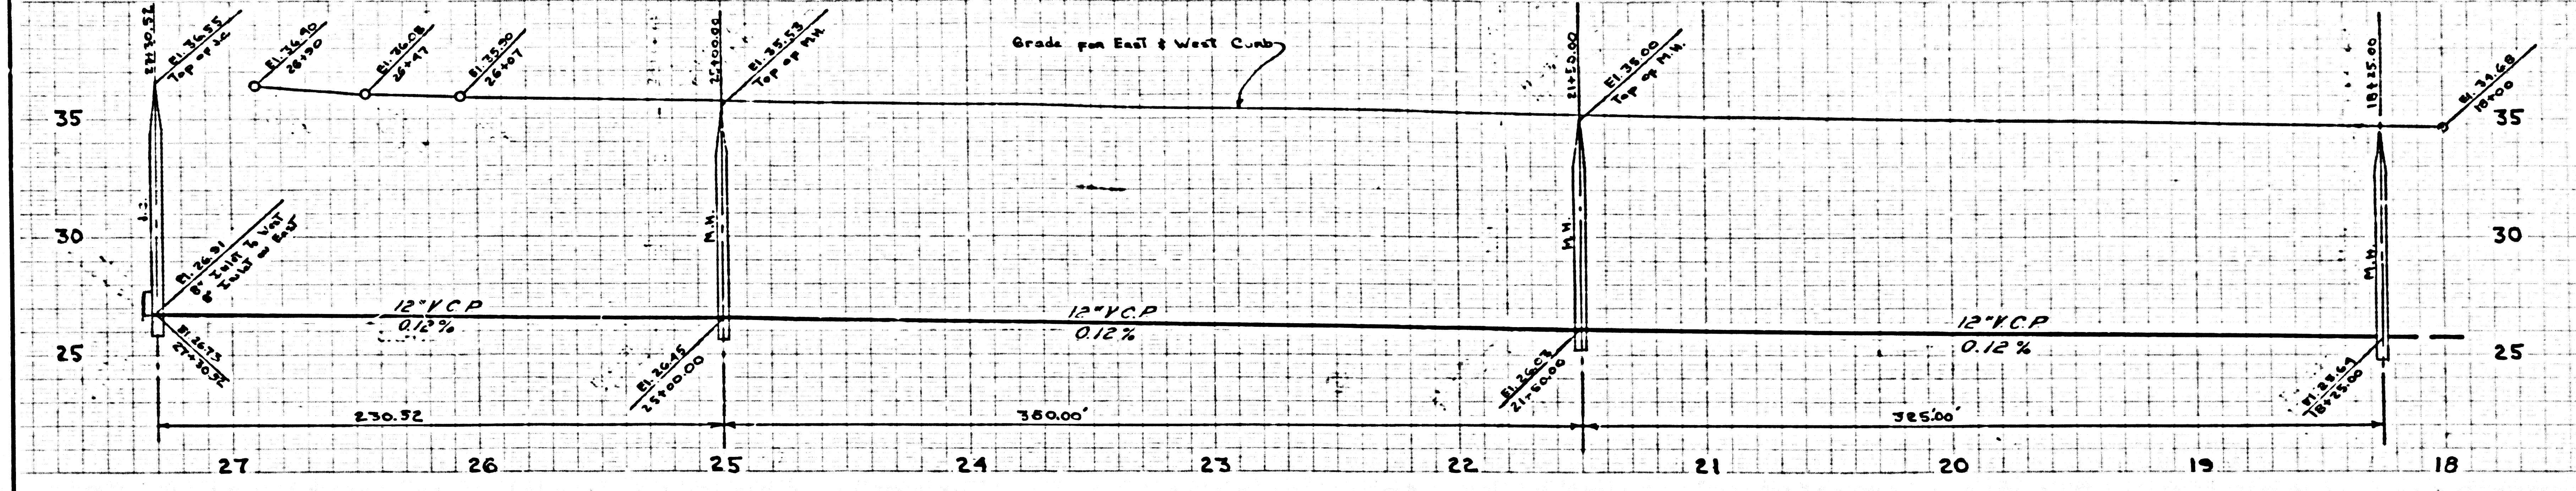 27+30.52
El. 36.55
Top of J.C.
El. 36.40
26+90
El. 36.08
26+47
El. 35.90
26+07
25+00.00
El. 35.53
Top of M.H.
Grade for East & West Curb
21+50.00
El. 35.00
Top of M.H.
18+25.00
El. 34.68
18+00
35
35
30
30
25
25
M.H.
M.H.
M.H.
El. 26.91
8" Inlet To West
8" Inlet on East
12" V.C.P
0.12%
12" V.C.P
0.12%
12" V.C.P
0.12%
El. 26.73
27+30.52
El. 26.45
25+00.00
El. 26.03
21+50.00
El. 25.64
18+25.00
230.52
350.00'
325.00'
27 26 25 24 23 22 21 20 19 18